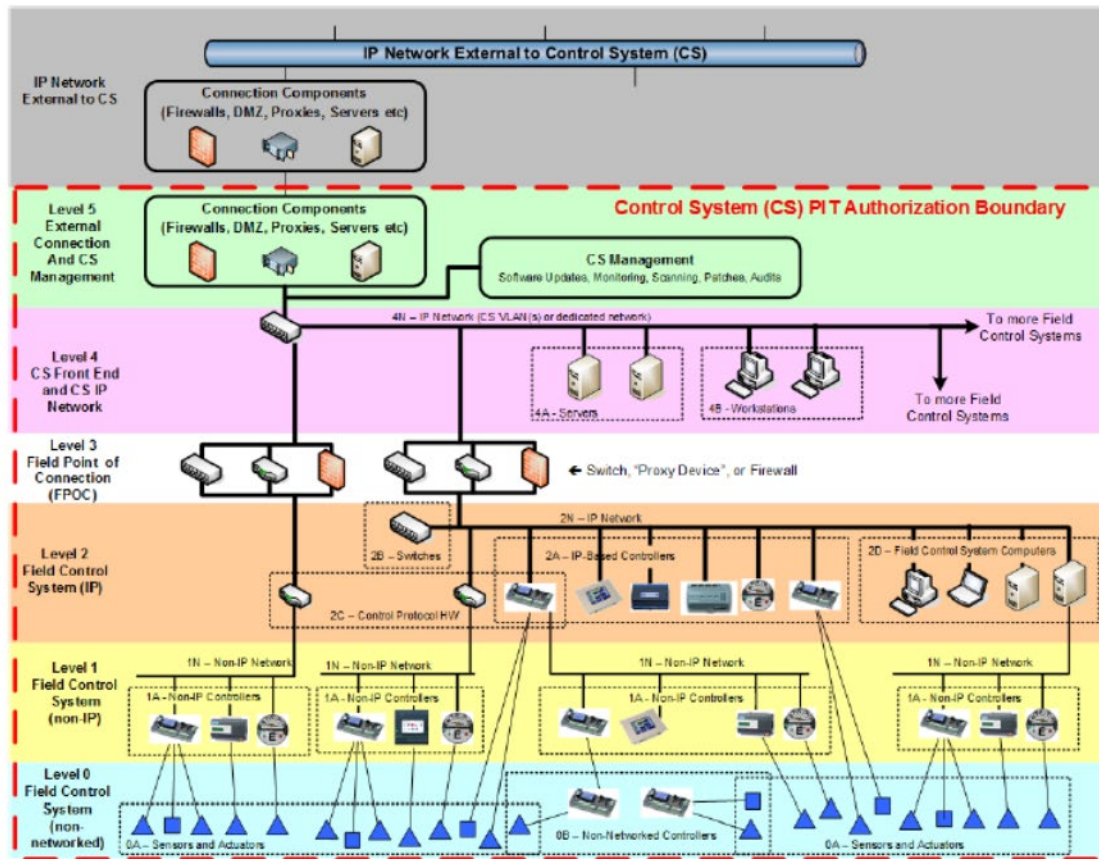 IP Network External to Control System (CS)
IP Network
External to CS
Connection Components
(Firewalls, DMZ, Proxies, Servers etc)
Level 5
External
Connection
And CS
Management
Connection Components
(Firewalls, DMZ, Proxies, Servers etc)
Control System (CS) PIT Authorization Boundary
CS Management
Software Updates, Monitoring, Scanning, Patches, Audits
Level 4
CS Front End
and CS IP
Network
4N – IP Network (CS VLAN(s) or dedicated network)
To more Field
Control Systems
4A - Servers
4B - Workstations
To more Field
Control Systems
Level 3
Field Point of
Connection
(FPOC)
← Switch, "Proxy Device", or Firewall
Level 2
Field Control
System (IP)
2N – IP Network
2B – Switches
2A – IP-Based Controllers
2D – Field Control System Computers
2C – Control Protocol HW
Level 1
Field Control
System
(non-IP)
1N – Non-IP Network
1N – Non-IP Network
1N – Non-IP Network
1N – Non-IP Network
1A - Non-IP Controllers
1A - Non-IP Controllers
1A - Non-IP Controllers
1A - Non-IP Controllers
E
E
E
E
E
Level 0
Field Control
System
(non-
networked)
0A – Sensors and Actuators
0B – Non-Networked Controllers
0A – Sensors and Actuators